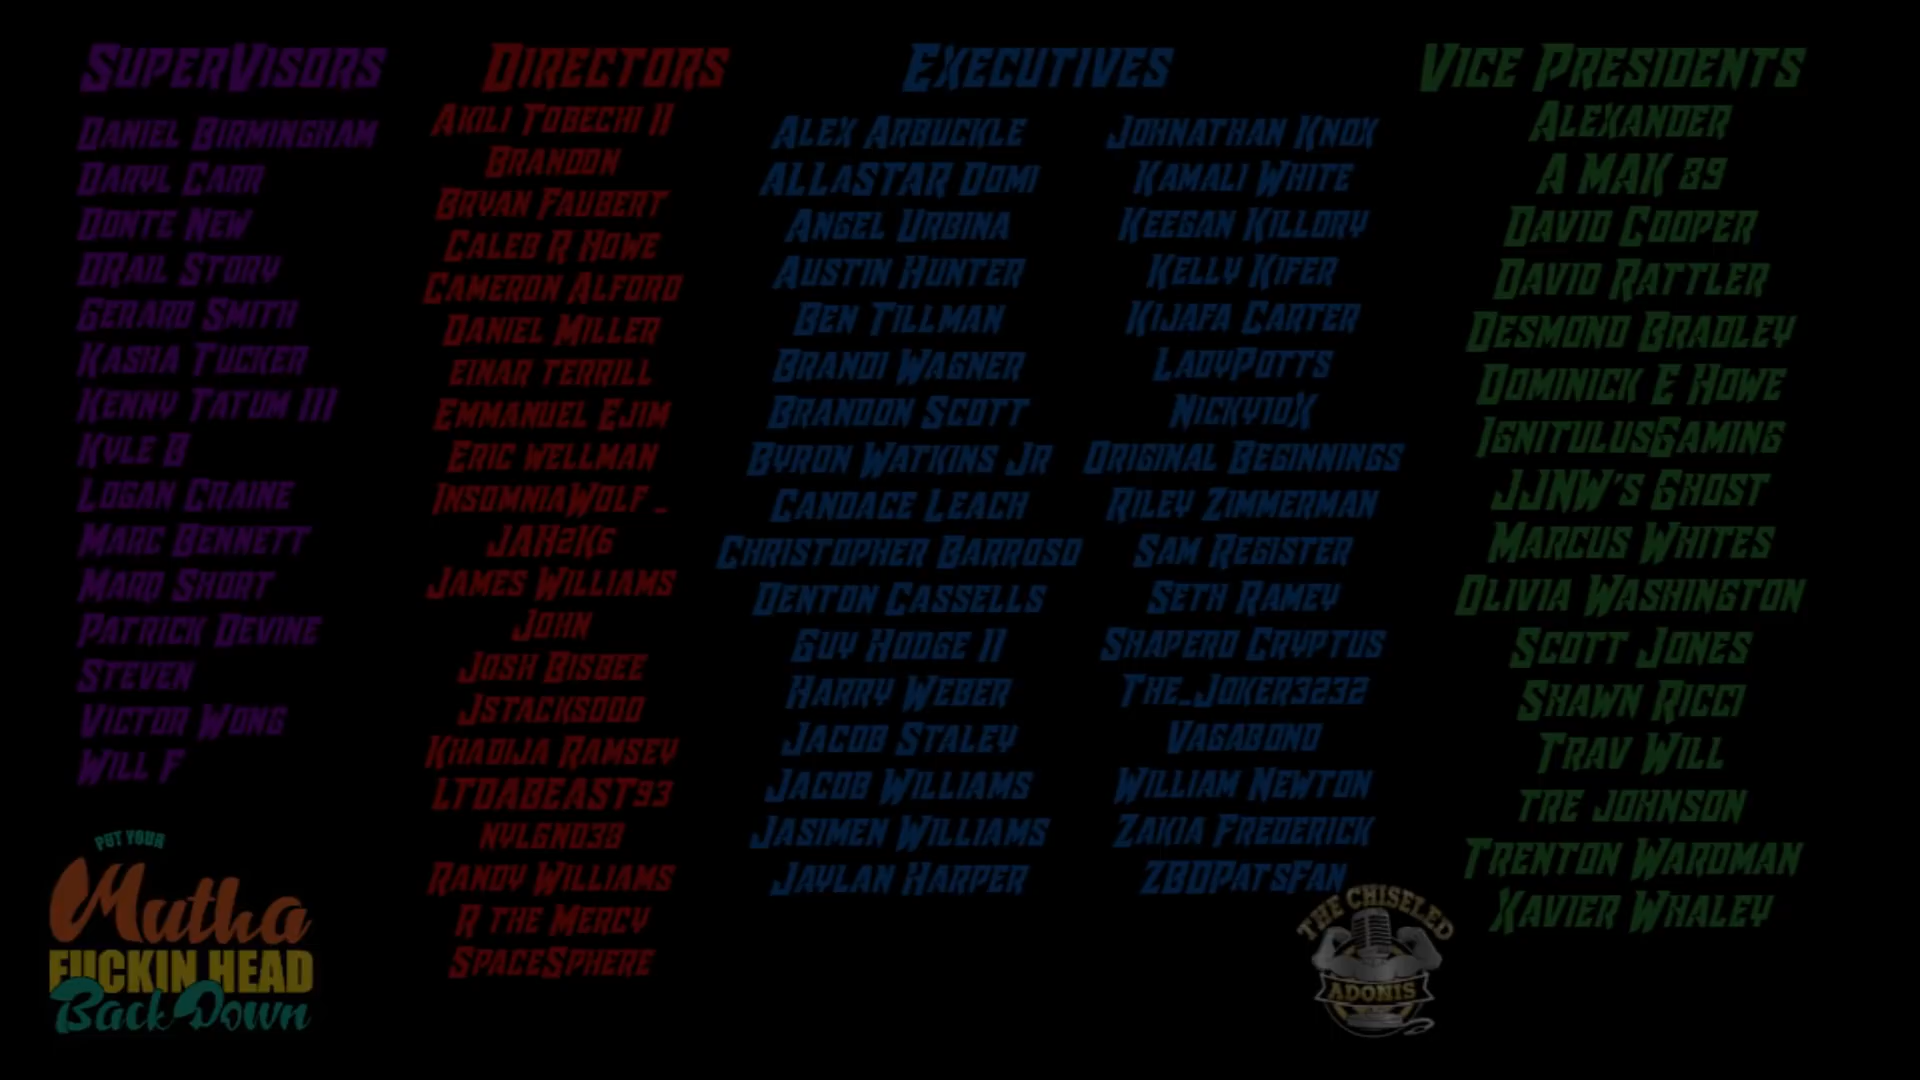 SuperVisors
Daniel Birmingham
Daryl Carr
Donte New
DRail Story
Gerard Smith
Kasha Tucker
Kenny Tatum III
Kyle B
Logan Craine
Marc Bennett
Mard Short
Patrick Devine
Steven
Victor Wong
Will F
Directors
Akili Tobechi II
Brandon
Bryan Faubert
Caleb R Howe
Cameron Alford
Daniel Miller
einar terrill
Emmanuel Ejim
Eric wellman
InsomniaWolf _
JAH2K6
James Williams
John
Josh Bisbee
Jstacks000
Khadija Ramsey
LTDABEAST93
nylgnd3b
Randy Williams
R the Mercy
SpaceSphere
Executives
Alex Arbuckle
ALLASTAR Domi
Angel Urbina
Austin Hunter
Ben Tillman
Brandi Wagner
Brandon Scott
Byron Watkins Jr
Candace Leach
Christopher Barroso
Denton Cassells
Guy Hodge II
Harry Weber
Jacob Staley
Jacob Williams
Jasimen Williams
Jaylan Harper
Johnathan Knox
Kamali White
Keegan Killory
Kelly Kifer
Kijafa Carter
LadyPotts
Nicky10X
Original Beginnings
Riley Zimmerman
Sam Register
Seth Ramey
Shapero Cryptus
The_Joker3232
Vagabond
William Newton
Zakia Frederick
ZBDPatsFan
Vice Presidents
Alexander
A MAK 89
David Cooper
David Rattler
Desmond Bradley
Dominick E Howe
IgnitulusGaming
JJNW's Ghost
Marcus Whites
Olivia Washington
Scott Jones
Shawn Ricci
Trav Will
tre johnson
Trenton Wardman
Xavier Whaley
PUT YOUR
Mutha
FUCKIN HEAD
Back Down
THE CHISELED
ADONIS